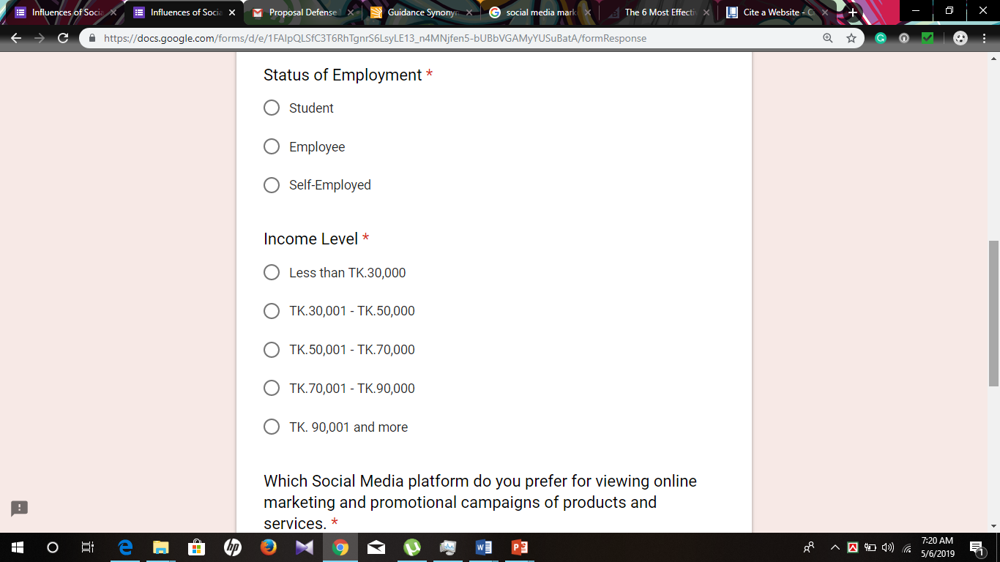 Influences of Socia
Influences of Socia
Proposal Defense
Guidance Synonym
social media mark
The 6 Most Effectiv
Cite a Website - C
https://docs.google.com/forms/d/e/1FAIpQLSfC3T6RhTgnrS6LsyLE13_n4MNjfen5-bUBbVGAMyYUSuBatA/formResponse
Status of Employment *
Student
Employee
Self-Employed
Income Level *
Less than TK.30,000
TK.30,001 - TK.50,000
TK.50,001 - TK.70,000
TK.70,001 - TK.90,000
TK. 90,001 and more
Which Social Media platform do you prefer for viewing online
marketing and promotional campaigns of products and
services. *
7:20 AM
5/6/2019
1